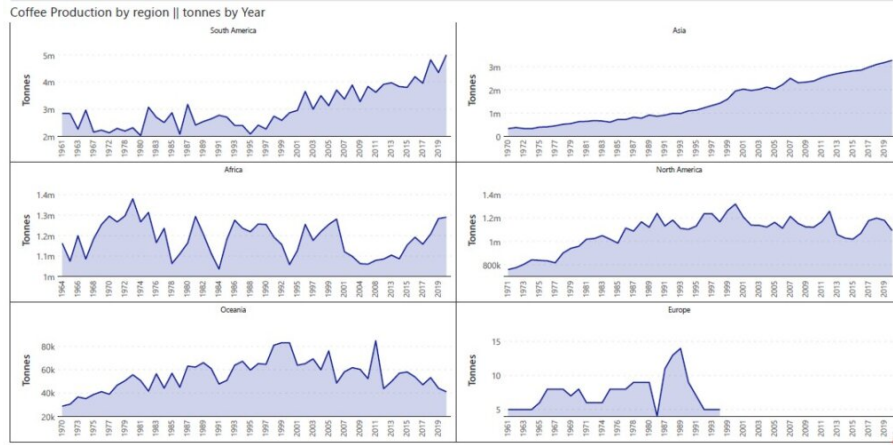 Coffee Production by region || tonnes by Year
South America
Tonnes
5m
4m
3m
2m
1961 1963 1965 1967 1972 1978 1980 1983 1985 1987 1989 1991 1993 1995 1997 1999 2001 2003 2005 2007 2009 2011 2013 2015 2017 2019
Asia
Tonnes
3m
2m
1m
0
1970 1972 1975 1977 1979 1981 1983 1985 1987 1989 1991 1993 1995 1997 1999 2001 2003 2005 2007 2009 2011 2013 2015 2017 2019
Africa
Tonnes
1.4m
1.3m
1.2m
1.1m
1m
1964 1966 1968 1970 1972 1974 1976 1978 1980 1982 1984 1986 1988 1990 1992 1995 1997 1999 2001 2004 2008 2010 2013 2015 2017 2019
North America
Tonnes
1.4m
1.2m
1m
800k
1971 1973 1975 1977 1979 1981 1983 1985 1987 1989 1991 1993 1995 1997 1999 2001 2003 2005 2007 2009 2011 2013 2015 2017 2019
Oceania
Tonnes
80k
60k
40k
20k
1970 1973 1975 1977 1979 1981 1983 1985 1987 1989 1991 1993 1995 1997 1999 2001 2003 2005 2007 2009 2011 2013 2015 2017 2019
Europe
Tonnes
15
10
5
1961 1963 1965 1967 1969 1971 1974 1976 1978 1980 1987 1989 1991 1993